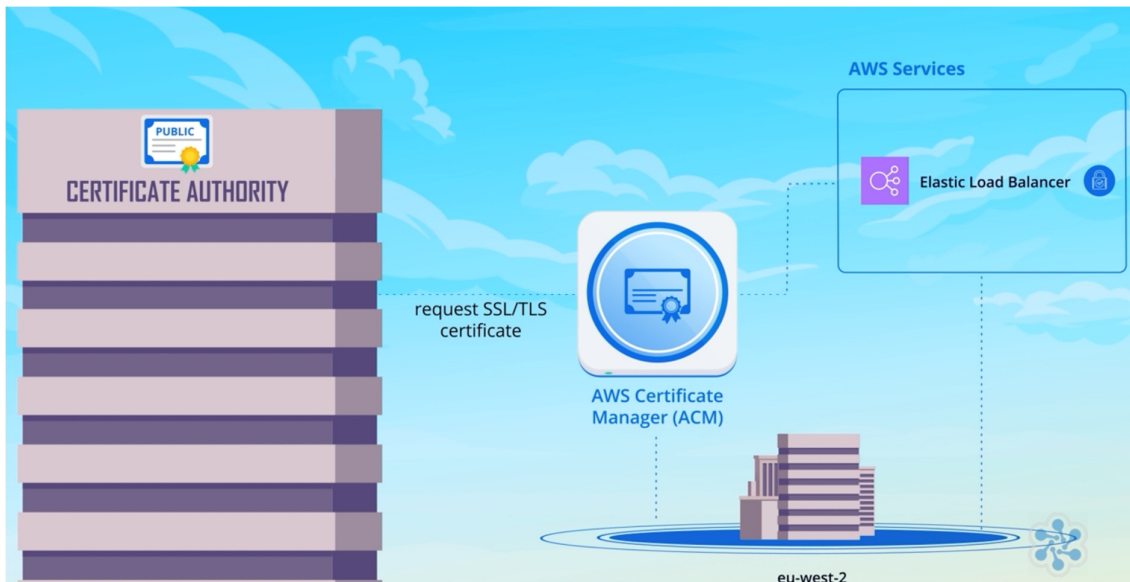 PUBLIC
CERTIFICATE AUTHORITY
request SSL/TLS
certificate
AWS Certificate
Manager (ACM)
AWS Services
Elastic Load Balancer
eu-west-2